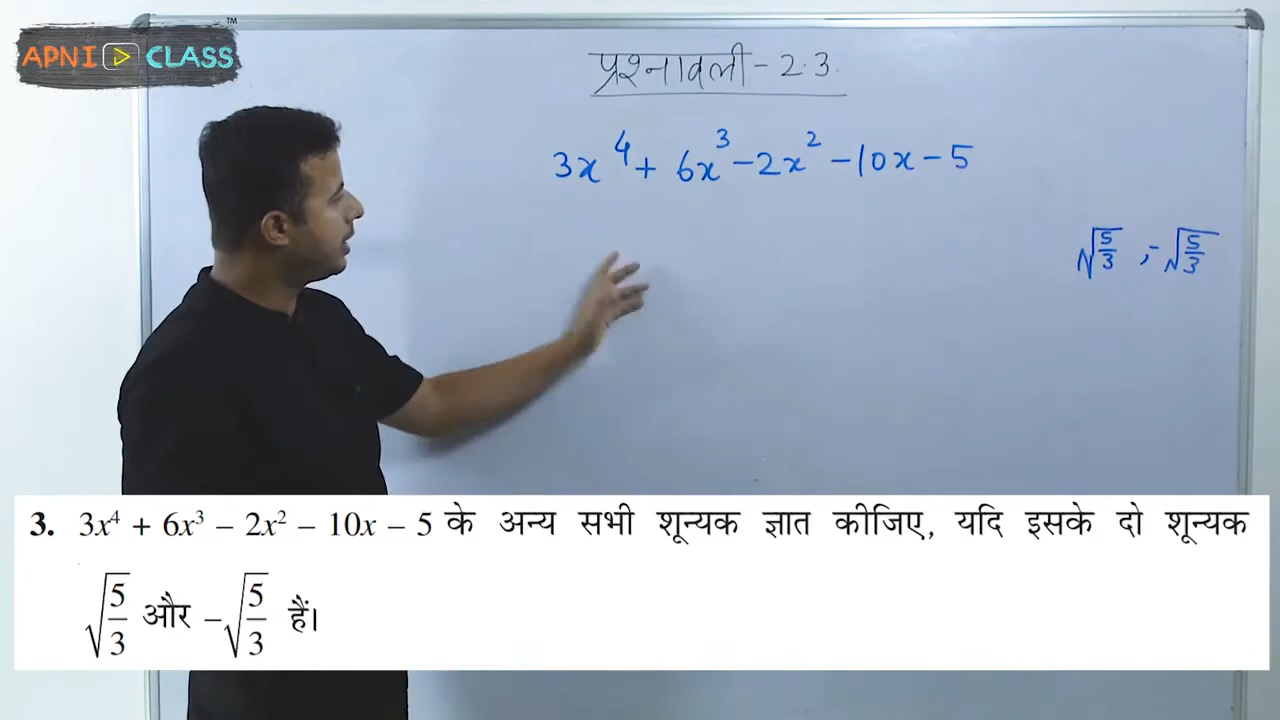 APNI CLASS™
प्रश्नावली - 2.3
3x⁴ + 6x³ - 2x² - 10x - 5
√5/3 , -√5/3
3. 3x⁴ + 6x³ − 2x² − 10x − 5 के अन्य सभी शून्यक ज्ञात कीजिए, यदि इसके दो शून्यक
√5/3 और −√5/3 हैं।